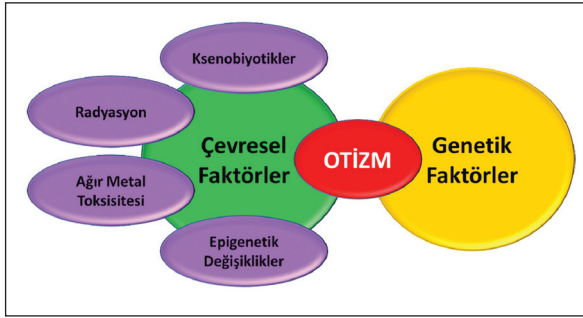 Ksenobiyotikler
Radyasyon
Ağır Metal
Toksisitesi
Epigenetik
Değişiklikler
Çevresel
Faktörler
OTİZM
Genetik
Faktörler